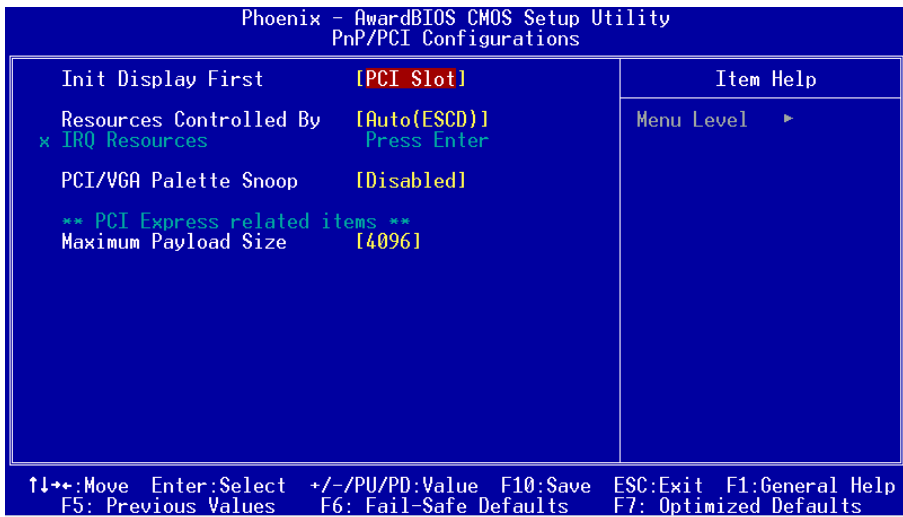 Phoenix - AwardBIOS CMOS Setup Utility
PnP/PCI Configurations
Init Display First [PCI Slot]
Item Help
Resources Controlled By [Auto(ESCD)]
Menu Level ►
x IRQ Resources Press Enter
PCI/VGA Palette Snoop [Disabled]
** PCI Express related items **
Maximum Payload Size [4096]
↑↓→←:Move Enter:Select +/-/PU/PD:Value F10:Save ESC:Exit F1:General Help
F5: Previous Values F6: Fail-Safe Defaults F7: Optimized Defaults